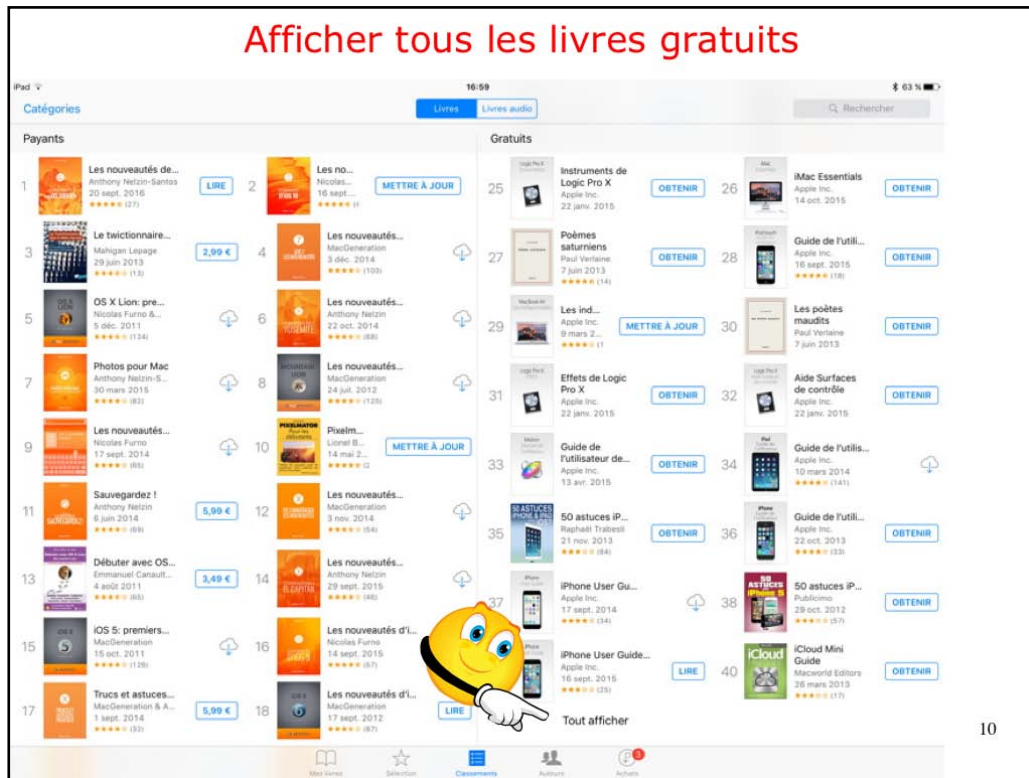 Afficher tous les livres gratuits
iPad 16:59 63 %
Catégories Livres Livres audio Rechercher
Payants Gratuits
1
Les nouveautés de...
Anthony Nelzin-Santos
20 sept. 2016
(27)
LIRE
2
Les no...
Nicolas...
16 sept....
METTRE À JOUR
3
Le twictionnaire...
Mahigan Lepage
29 juin 2013
(13)
2,99 €
4
Les nouveautés...
MacGeneration
3 déc. 2014
(103)
5
OS X Lion: pre...
Nicolas Furno &...
5 déc. 2011
(124)
6
Les nouveautés...
Anthony Nelzin
22 oct. 2014
(88)
7
Photos pour Mac
Anthony Nelzin-S...
30 mars 2015
(82)
8
Les nouveautés...
MacGeneration
24 juil. 2012
(125)
9
Les nouveautés...
Nicolas Furno
17 sept. 2014
(65)
10
Pixelm...
Lionel B...
14 mai 2...
METTRE À JOUR
11
Sauvegardez !
Anthony Nelzin
6 juin 2014
(69)
5,99 €
12
Les nouveautés...
MacGeneration
3 nov. 2014
(54)
13
Débuter avec OS...
Emmanuel Canault...
4 août 2011
(65)
3,49 €
14
Les nouveautés...
Anthony Nelzin
29 sept. 2015
(46)
15
iOS 5: premiers...
MacGeneration
15 oct. 2011
(129)
16
Les nouveautés d'i...
Nicolas Furno
14 sept. 2015
(57)
17
Trucs et astuces...
MacGeneration & A...
1 sept. 2014
(32)
5,99 €
18
Les nouveautés d'i...
MacGeneration
17 sept. 2012
(87)
LIRE
25
Instruments de
Logic Pro X
Apple Inc.
22 janv. 2015
OBTENIR
26
iMac Essentials
Apple Inc.
14 oct. 2015
OBTENIR
27
Poèmes
saturniens
Paul Verlaine
7 juin 2013
(14)
OBTENIR
28
Guide de l'utili...
Apple Inc.
16 sept. 2015
(18)
OBTENIR
29
Les ind...
Apple Inc.
9 mars 2...
METTRE À JOUR
30
Les poètes
maudits
Paul Verlaine
7 juin 2013
OBTENIR
31
Effets de Logic
Pro X
Apple Inc.
22 janv. 2015
OBTENIR
32
Aide Surfaces
de contrôle
Apple Inc.
22 janv. 2015
OBTENIR
33
Guide de
l'utilisateur de...
Apple Inc.
13 avr. 2015
OBTENIR
34
Guide de l'utilis...
Apple Inc.
10 mars 2014
(141)
35
50 astuces iP...
Raphaël Trabesli
21 nov. 2013
(84)
OBTENIR
36
Guide de l'utili...
Apple Inc.
22 oct. 2013
(33)
OBTENIR
37
iPhone User Gu...
Apple Inc.
17 sept. 2014
(34)
38
50 ASTUCES
iPhone 5
50 astuces iP...
Publicimo
29 oct. 2012
(57)
OBTENIR
iPhone User Guide...
Apple Inc.
16 sept. 2015
(25)
LIRE
40
iCloud
iCloud Mini
Guide
Macworld Editors
26 mars 2013
(17)
OBTENIR
Tout afficher
10
Mes livres Sélection Classements Auteurs Achats 3